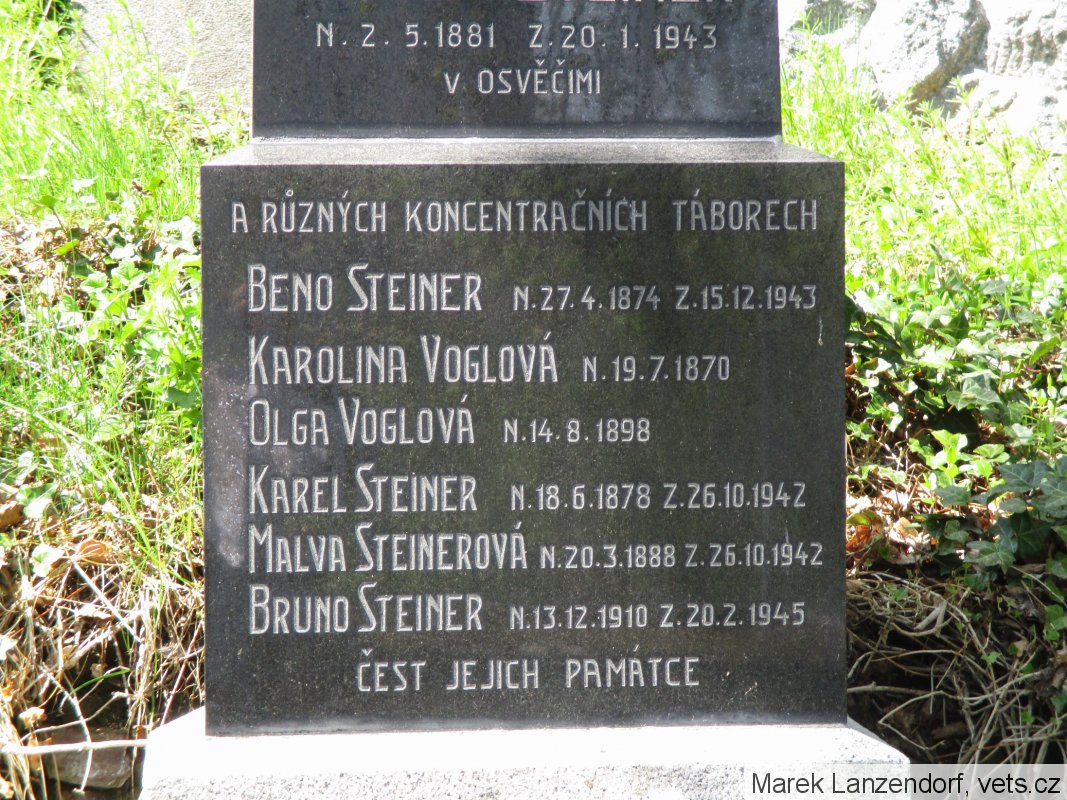 STEINER
N. 2. 5.1881 Z.20. 1. 1943
V OSVĚČIMI
A RŮZNÝCH KONCENTRAČNÍCH TÁBORECH
BENO STEINER N.27.4.1874 Z.15.12.1943
KAROLINA VOGLOVÁ N.19.7.1870
OLGA VOGLOVÁ N.14.8.1898
KAREL STEINER N.18.6.1878 Z.26.10.1942
MALVA STEINEROVÁ N.20.3.1888 Z.26.10.1942
BRUNO STEINER N.13.12.1910 Z.20.2.1945
ČEST JEJICH PAMÁTCE
Marek Lanzendorf, vets.cz